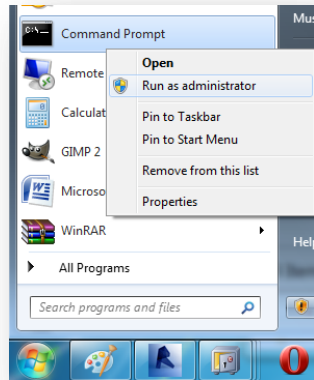 Command Prompt
Mus
Open
Remote
Run as administrator
Calculat
Pin to Taskbar
Pin to Start Menu
GIMP 2
Remove from this list
Microso
Properties
WinRAR
Help
All Programs
Search programs and files